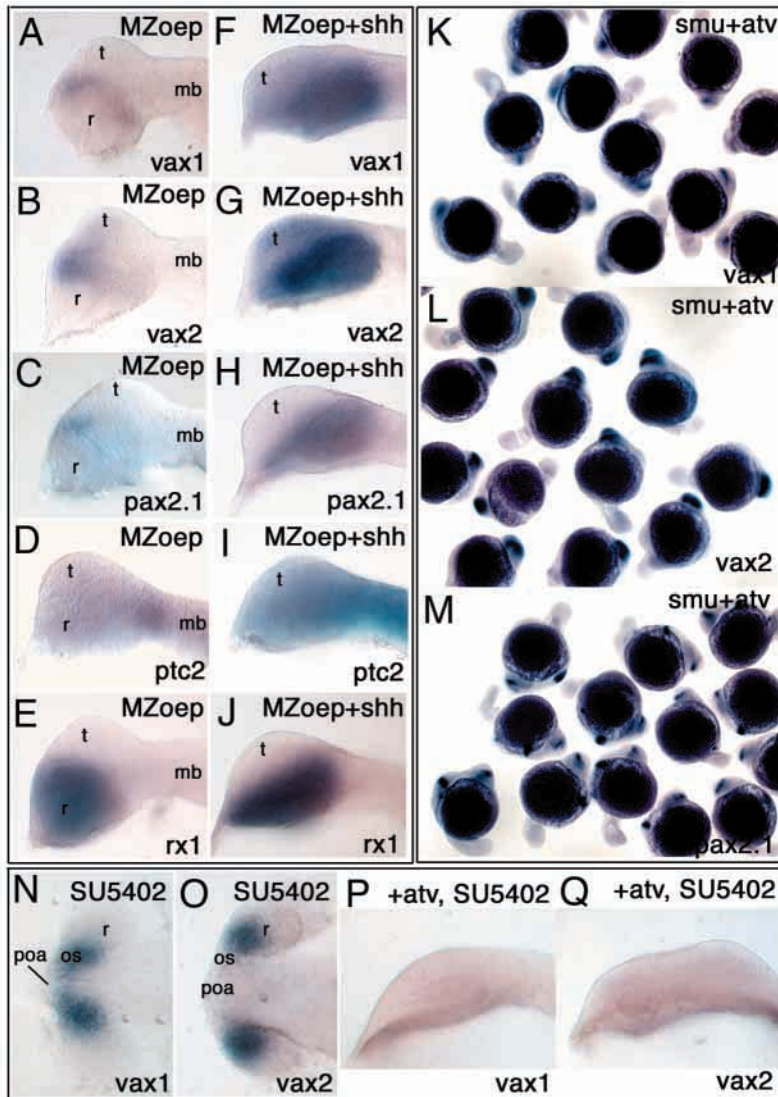 A MZoep
t
mb
r
vax1
F MZoep+shh
t
vax1
B MZoep
t
mb
r
vax2
G MZoep+shh
t
vax2
C MZoep
t
mb
r
pax2.1
H MZoep+shh
t
pax2.1
D MZoep
t
r
mb
ptc2
I MZoep+shh
t
ptc2
E MZoep
t
mb
r
rx1
J MZoep+shh
t
rx1
K smu+atv
vax1
L smu+atv
vax2
M smu+atv
pax2.1
N SU5402
r
poa os
vax1
O SU5402
r
os
poa
vax2
P +atv, SU5402
vax1
Q +atv, SU5402
vax2